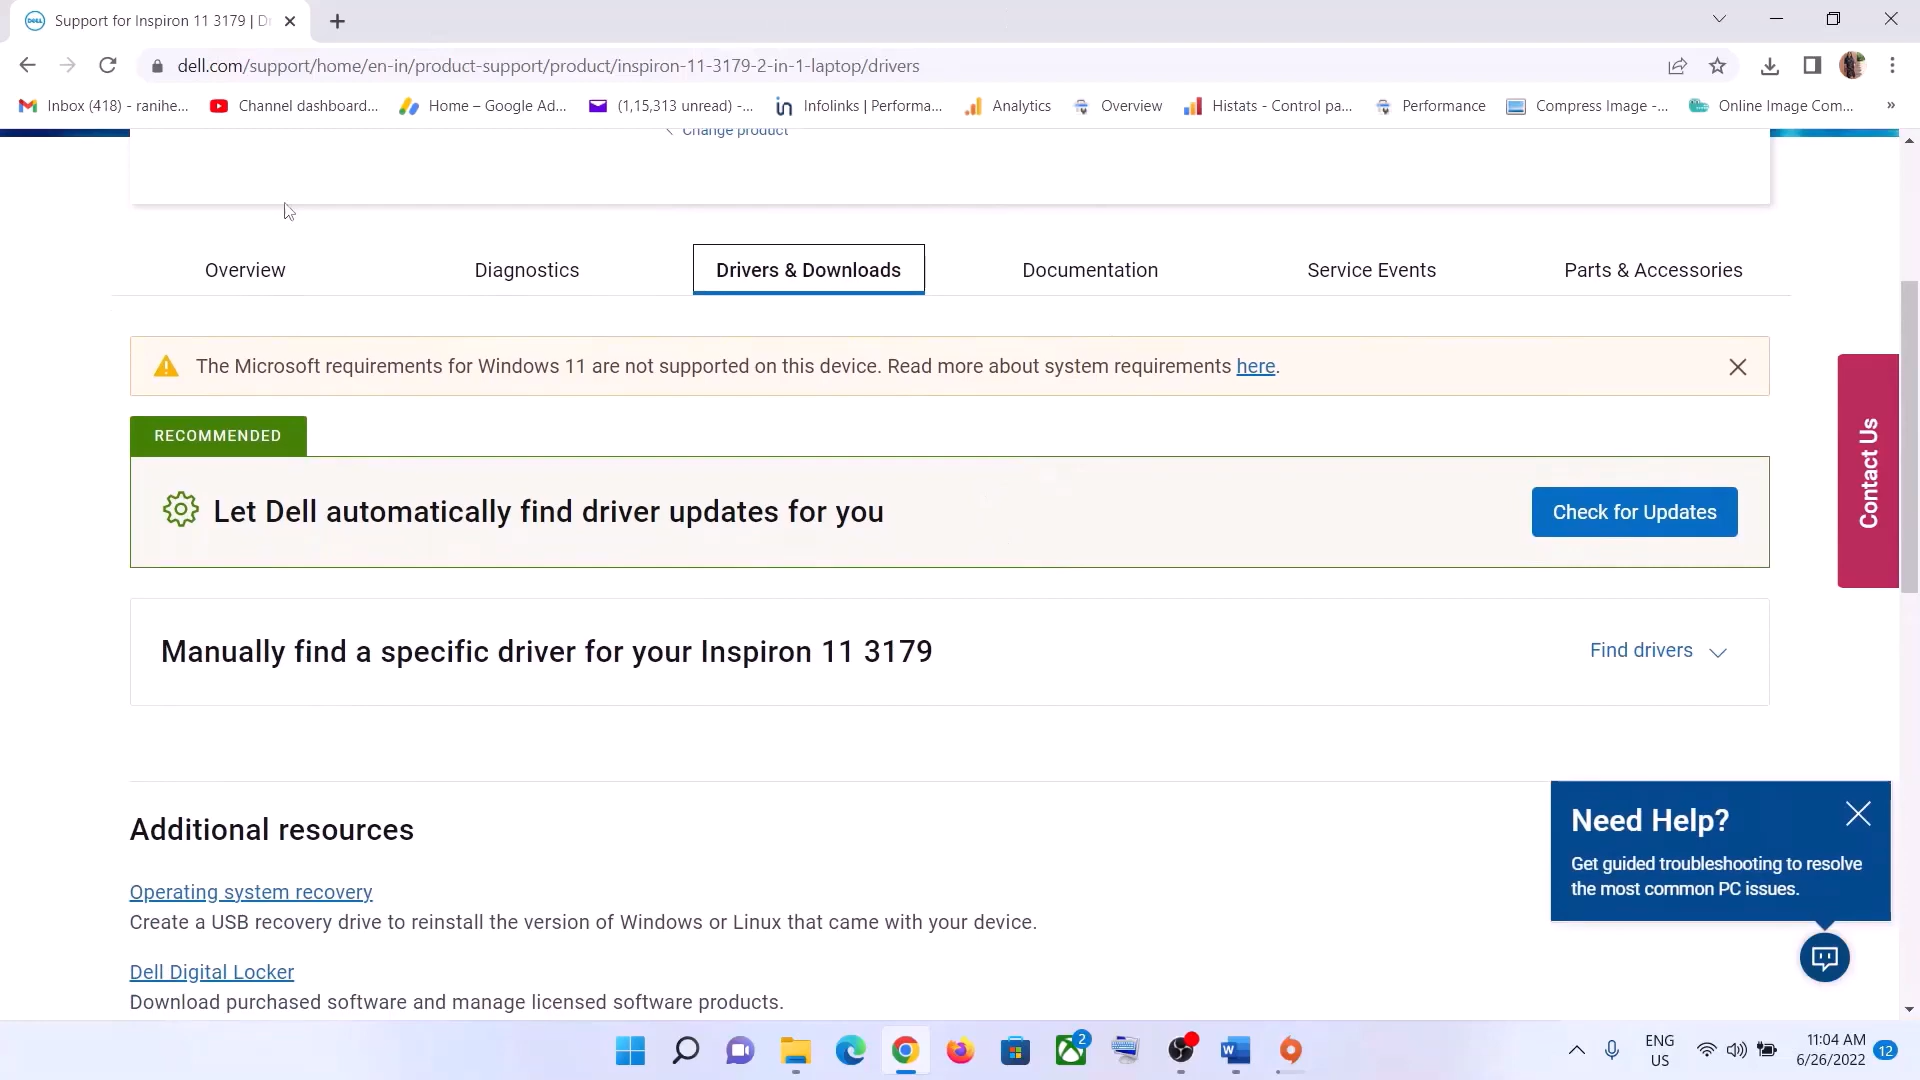 Support for Inspiron 11 3179 | Dr
dell.com/support/home/en-in/product-support/product/inspiron-11-3179-2-in-1-laptop/drivers
Inbox (418) - ranihe...
Channel dashboard...
Home – Google Ad...
(1,15,313 unread) -...
Infolinks | Performa...
Analytics
Overview
Histats - Control pa...
Performance
Compress Image -...
Online Image Com...
»
Change product
Overview
Diagnostics
Drivers & Downloads
Documentation
Service Events
Parts & Accessories
The Microsoft requirements for Windows 11 are not supported on this device. Read more about system requirements here.
RECOMMENDED
Let Dell automatically find driver updates for you
Check for Updates
Contact Us
Manually find a specific driver for your Inspiron 11 3179
Find drivers
Additional resources
Need Help?
Get guided troubleshooting to resolve
the most common PC issues.
Operating system recovery
Create a USB recovery drive to reinstall the version of Windows or Linux that came with your device.
Dell Digital Locker
Download purchased software and manage licensed software products.
2
ENG
US
11:04 AM
6/26/2022
12